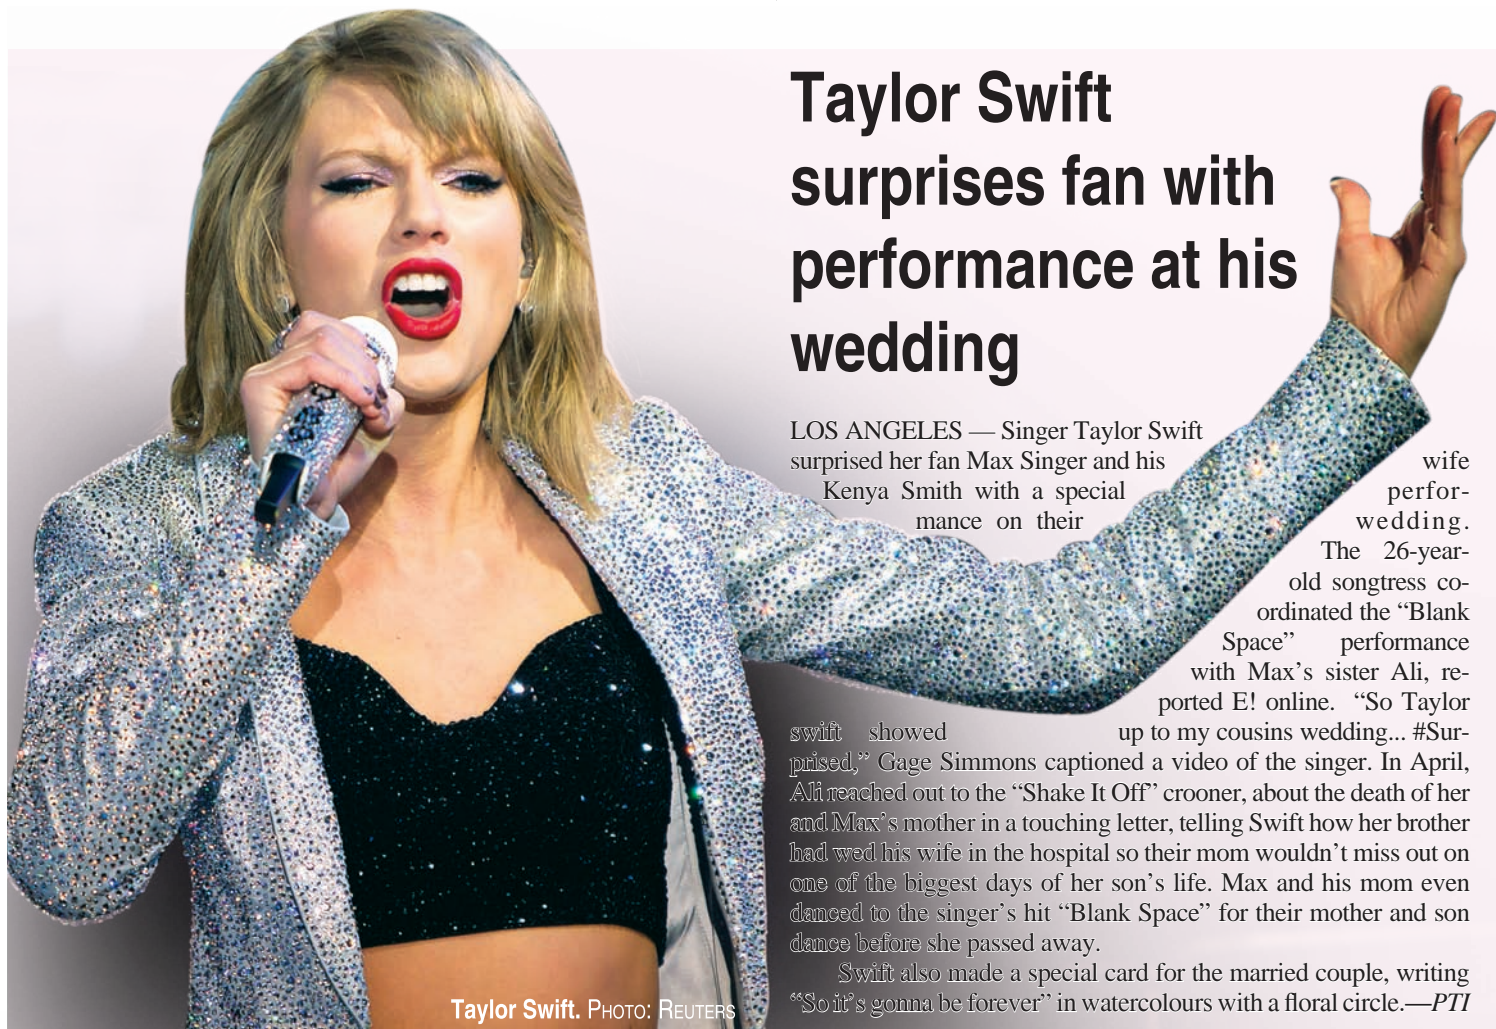 Taylor Swift
surprises fan with
performance at his
wedding
LOS ANGELES — Singer Taylor Swift
surprised her fan Max Singer and his wife
Kenya Smith with a special perfor-
mance on their wedding.
The 26-year-
old songtress co-
ordinated the “Blank
Space” performance
with Max’s sister Ali, re-
ported E! online. “So Taylor
swift showed up to my cousins wedding... #Sur-
prised,” Gage Simmons captioned a video of the singer. In April,
Ali reached out to the “Shake It Off” crooner, about the death of her
and Max’s mother in a touching letter, telling Swift how her brother
had wed his wife in the hospital so their mom wouldn’t miss out on
one of the biggest days of her son’s life. Max and his mom even
danced to the singer’s hit “Blank Space” for their mother and son
dance before she passed away.
Swift also made a special card for the married couple, writing
“So it’s gonna be forever” in watercolours with a floral circle.—PTI
Taylor Swift. PHOTO: REUTERS